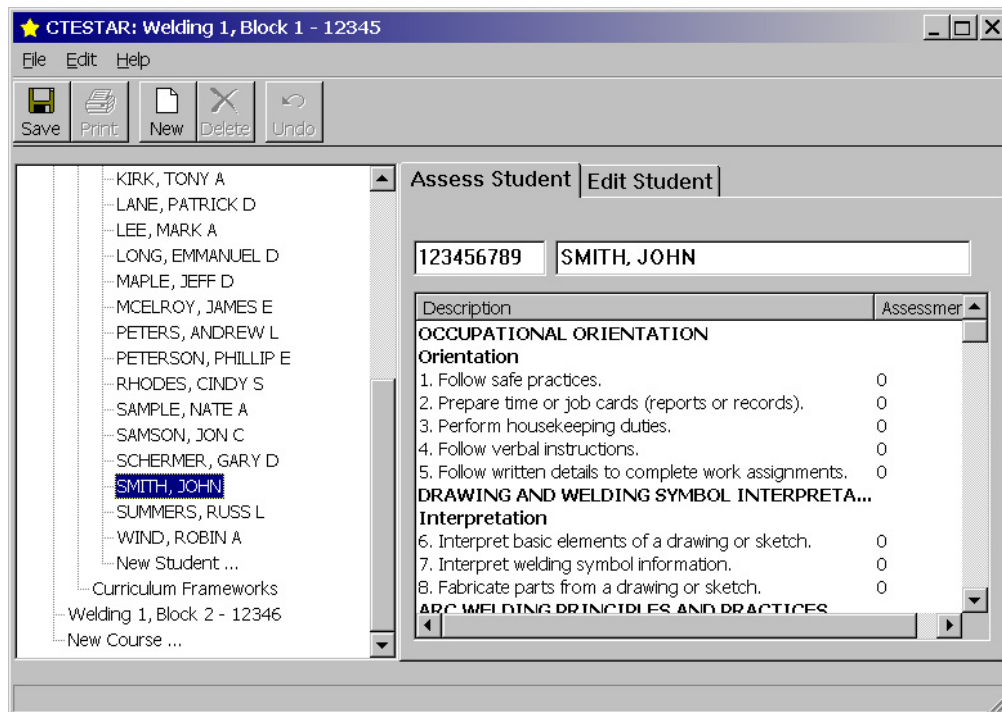 CTESTAR: Welding 1, Block 1 - 12345
File Edit Help
Save Print New Delete Undo
KIRK, TONY A
LANE, PATRICK D
LEE, MARK A
LONG, EMMANUEL D
MAPLE, JEFF D
MCELROY, JAMES E
PETERS, ANDREW L
PETERSON, PHILLIP E
RHODES, CINDY S
SAMPLE, NATE A
SAMSON, JON C
SCHERMER, GARY D
SMITH, JOHN
SUMMERS, RUSS L
WIND, ROBIN A
New Student ...
Curriculum Frameworks
Welding 1, Block 2 - 12346
New Course ...
Assess Student Edit Student
123456789 SMITH, JOHN
Description Assessmer
OCCUPATIONAL ORIENTATION
Orientation
1. Follow safe practices. 0
2. Prepare time or job cards (reports or records). 0
3. Perform housekeeping duties. 0
4. Follow verbal instructions. 0
5. Follow written details to complete work assignments. 0
DRAWING AND WELDING SYMBOL INTERPRETA...
Interpretation
6. Interpret basic elements of a drawing or sketch. 0
7. Interpret welding symbol information. 0
8. Fabricate parts from a drawing or sketch. 0
ARC WELDING PRINCIPLES AND PRACTICES